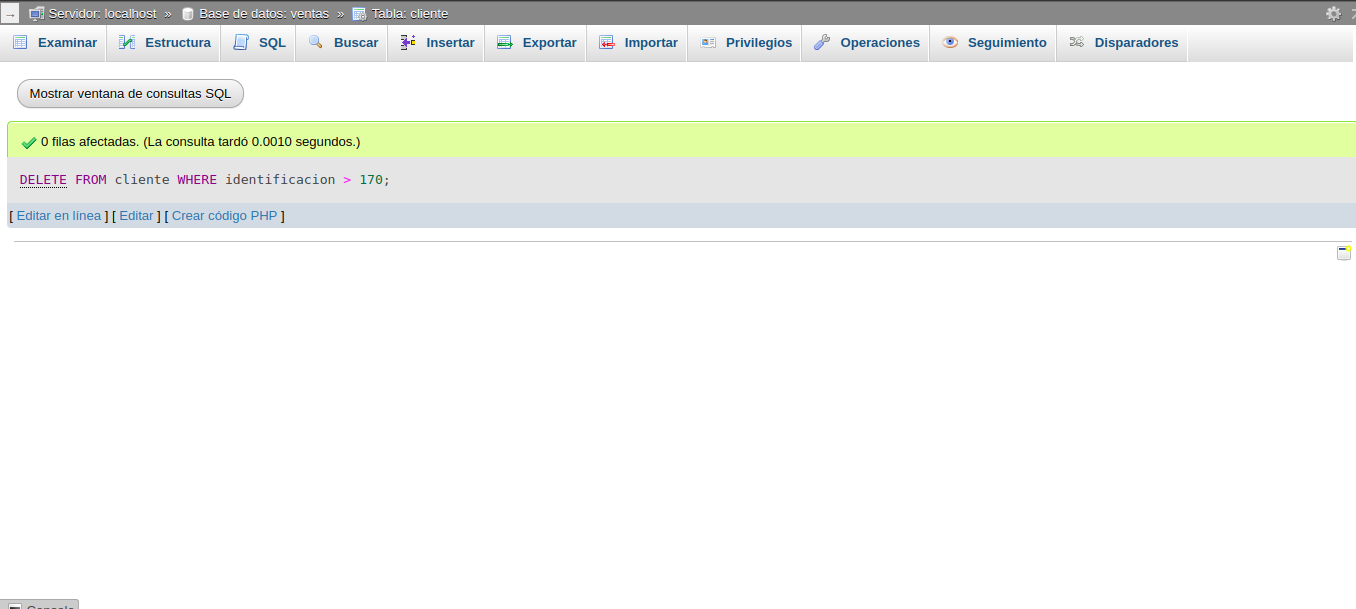 Servidor: localhost » Base de datos: ventas » Tabla: cliente
Examinar Estructura SQL Buscar Insertar Exportar Importar Privilegios Operaciones Seguimiento Disparadores
Mostrar ventana de consultas SQL
0 filas afectadas. (La consulta tardó 0.0010 segundos.)
DELETE FROM cliente WHERE identificacion > 170;
[ Editar en línea ] [ Editar ] [ Crear código PHP ]
Consola